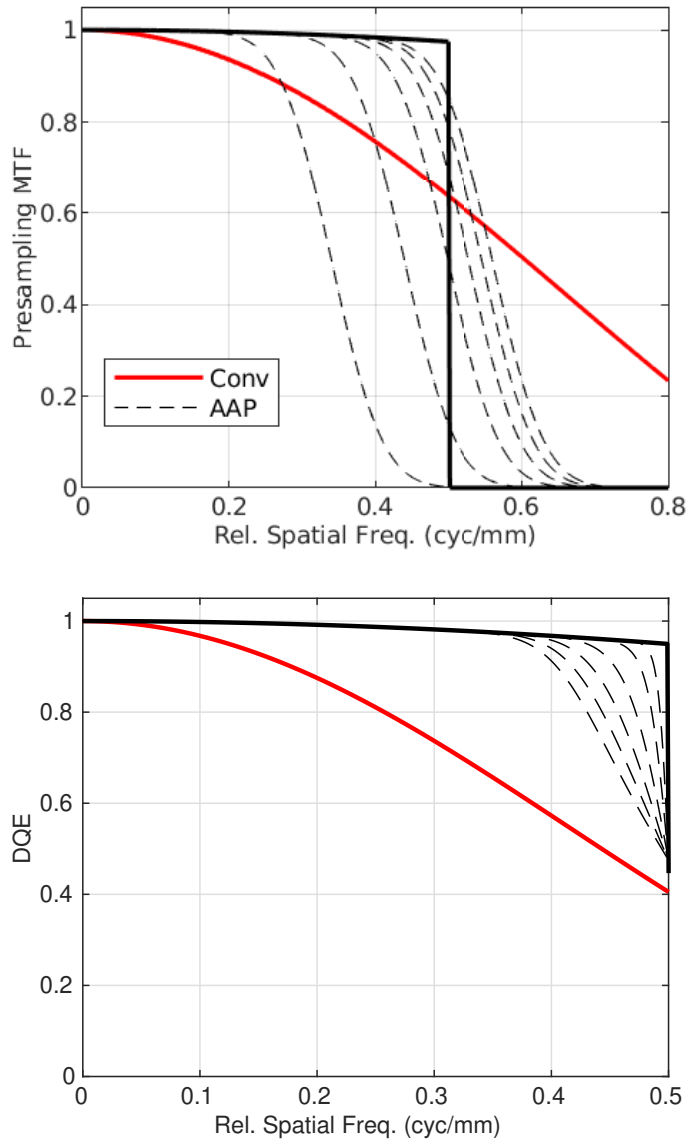 1
0.8
0.6
0.4
0.2
0
Presampling MTF
Conv
AAP
0 0.2 0.4 0.6 0.8
Rel. Spatial Freq. (cyc/mm)
1
0.8
0.6
0.4
0.2
0
DQE
0 0.1 0.2 0.3 0.4 0.5
Rel. Spatial Freq. (cyc/mm)